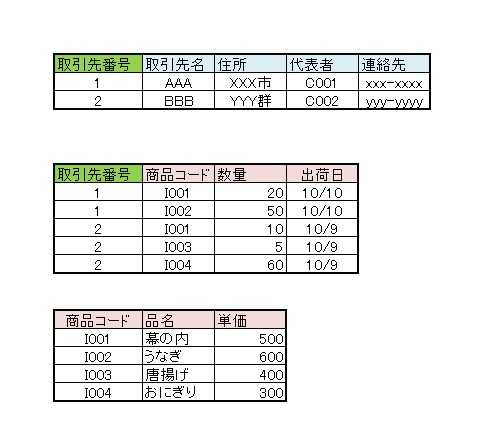 取引先番号 取引先名 住所 代表者 連絡先
1 AAA XXX市 C001 xxx-xxxx
2 BBB YYY群 C002 yyy-yyyy
取引先番号 商品コード 数量 出荷日
1 I001 20 10/10
1 I002 50 10/10
2 I001 10 10/9
2 I003 5 10/9
2 I004 60 10/9
商品コード 品名 単価
I001 幕の内 500
I002 うなぎ 600
I003 唐揚げ 400
I004 おにぎり 300